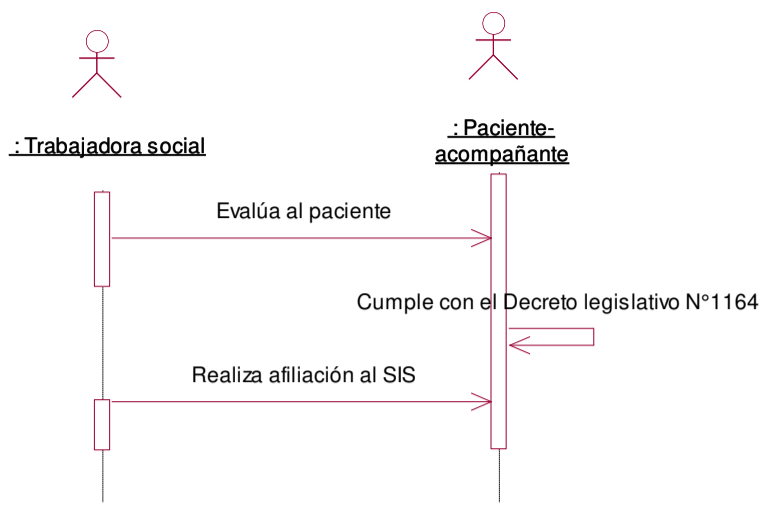 : Trabajadora social
: Paciente-
acompañante
Evalúa al paciente
Cumple con el Decreto legislativo N°1164
Realiza afiliación al SIS